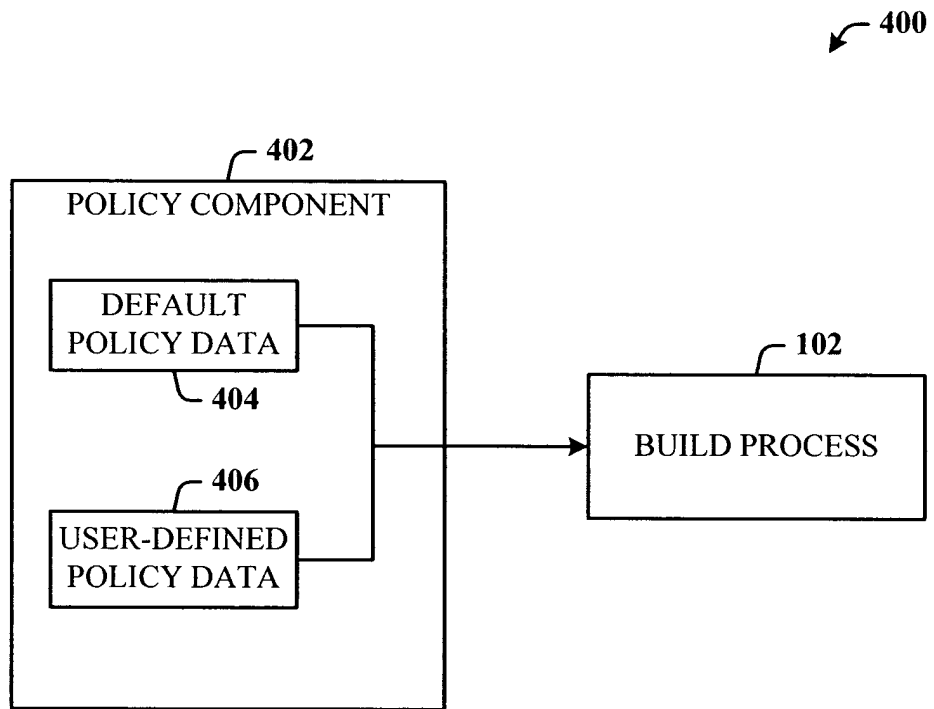 400
402
POLICY COMPONENT
DEFAULT
POLICY DATA
404
102
BUILD PROCESS
406
USER-DEFINED
POLICY DATA